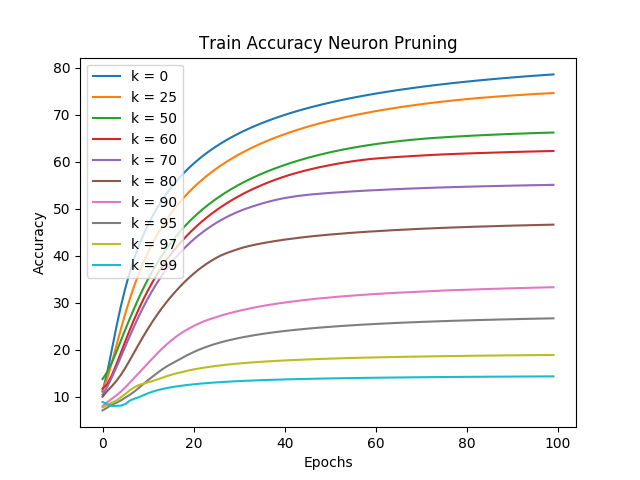 Train Accuracy Neuron Pruning
80
70
60
50
40
30
20
10
Accuracy
k = 0
k = 25
k = 50
k = 60
k = 70
k = 80
k = 90
k = 95
k = 97
k = 99
0 20 40 60 80 100
Epochs